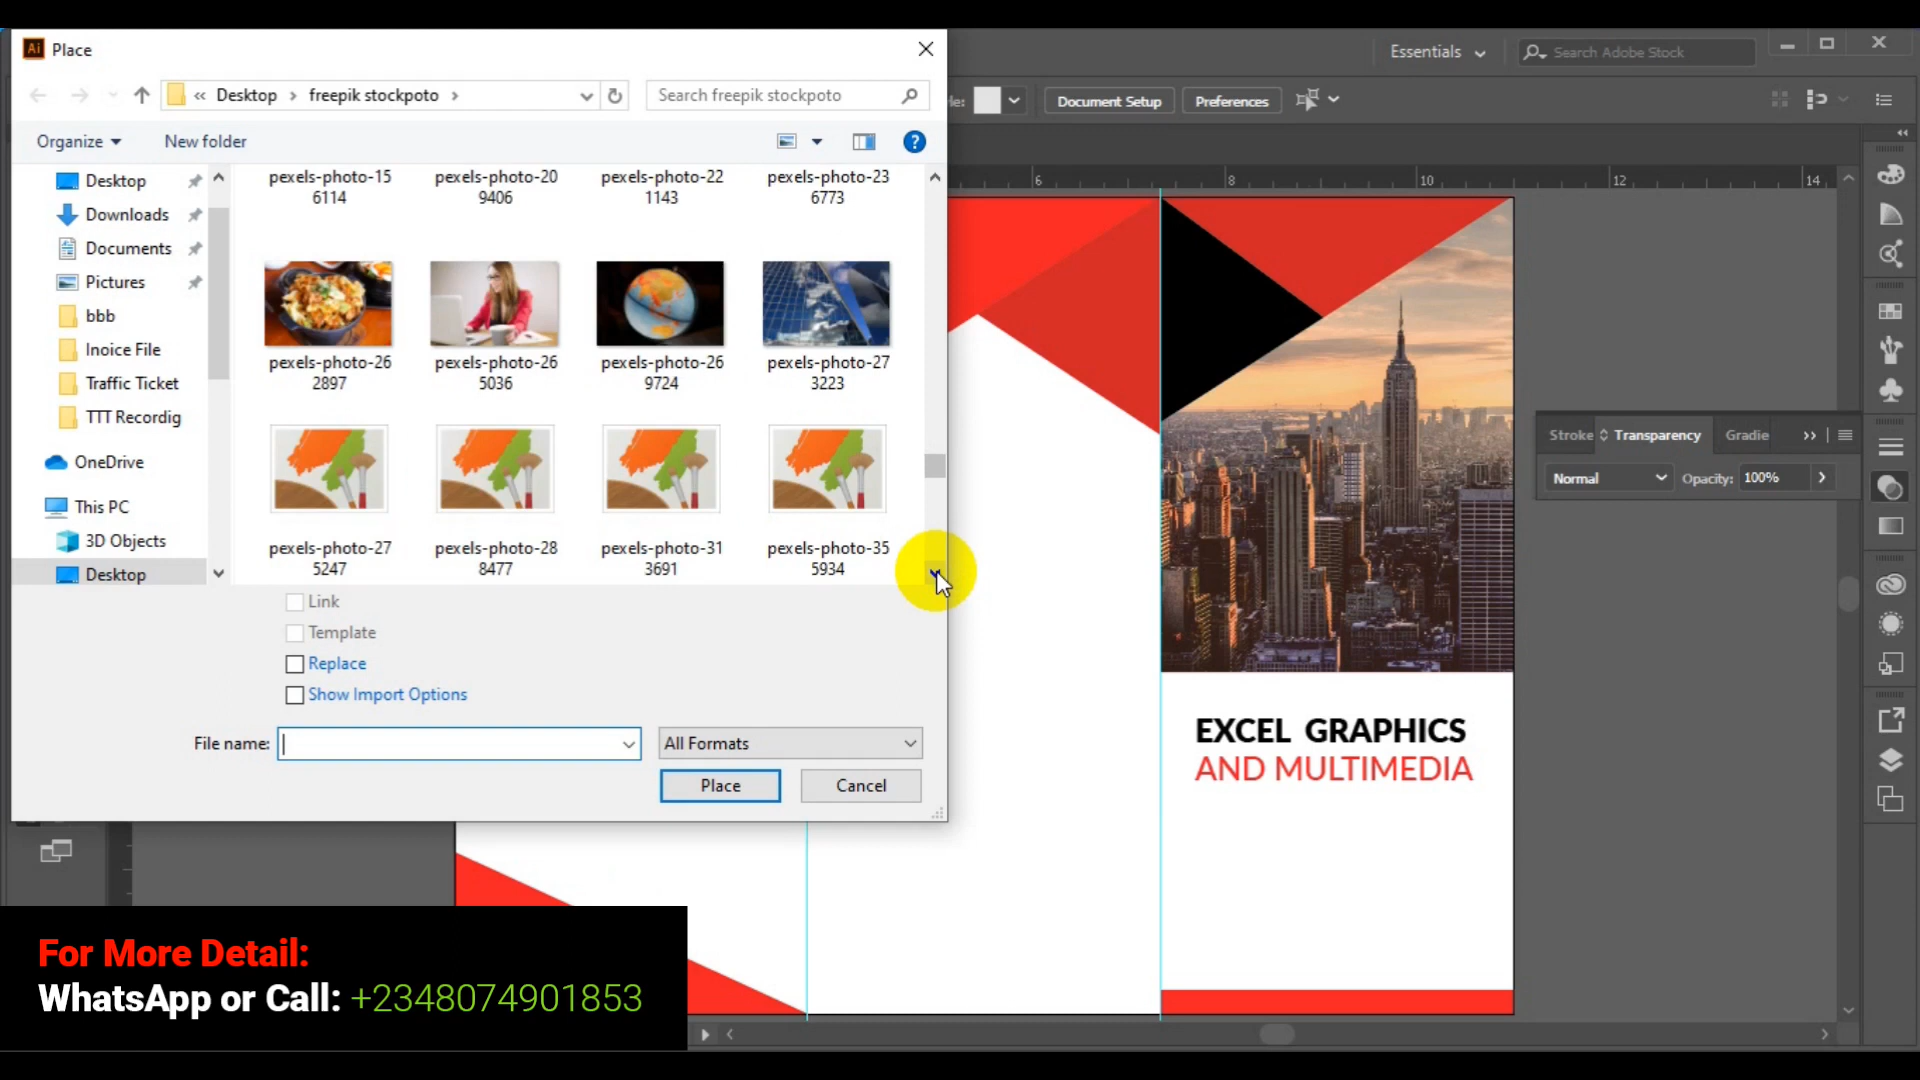 Ai Place
Essentials
Search Adobe Stock
« Desktop › freepik stockpoto ›
Search freepik stockpoto
Document Setup
Preferences
Organize
New folder
Desktop
Downloads
Documents
Pictures
bbb
Inoice File
Traffic Ticket
TTT Recordig
OneDrive
This PC
3D Objects
Desktop
pexels-photo-15
6114
pexels-photo-20
9406
pexels-photo-22
1143
pexels-photo-23
6773
pexels-photo-26
2897
pexels-photo-26
5036
pexels-photo-26
9724
pexels-photo-27
3223
pexels-photo-27
5247
pexels-photo-28
8477
pexels-photo-31
3691
pexels-photo-35
5934
Link
Template
Replace
Show Import Options
File name:
All Formats
Place
Cancel
6
8
10
12
14
Stroke
Transparency
Gradie
Normal
Opacity: 100%
EXCEL GRAPHICS
AND MULTIMEDIA
For More Detail:
WhatsApp or Call: +2348074901853